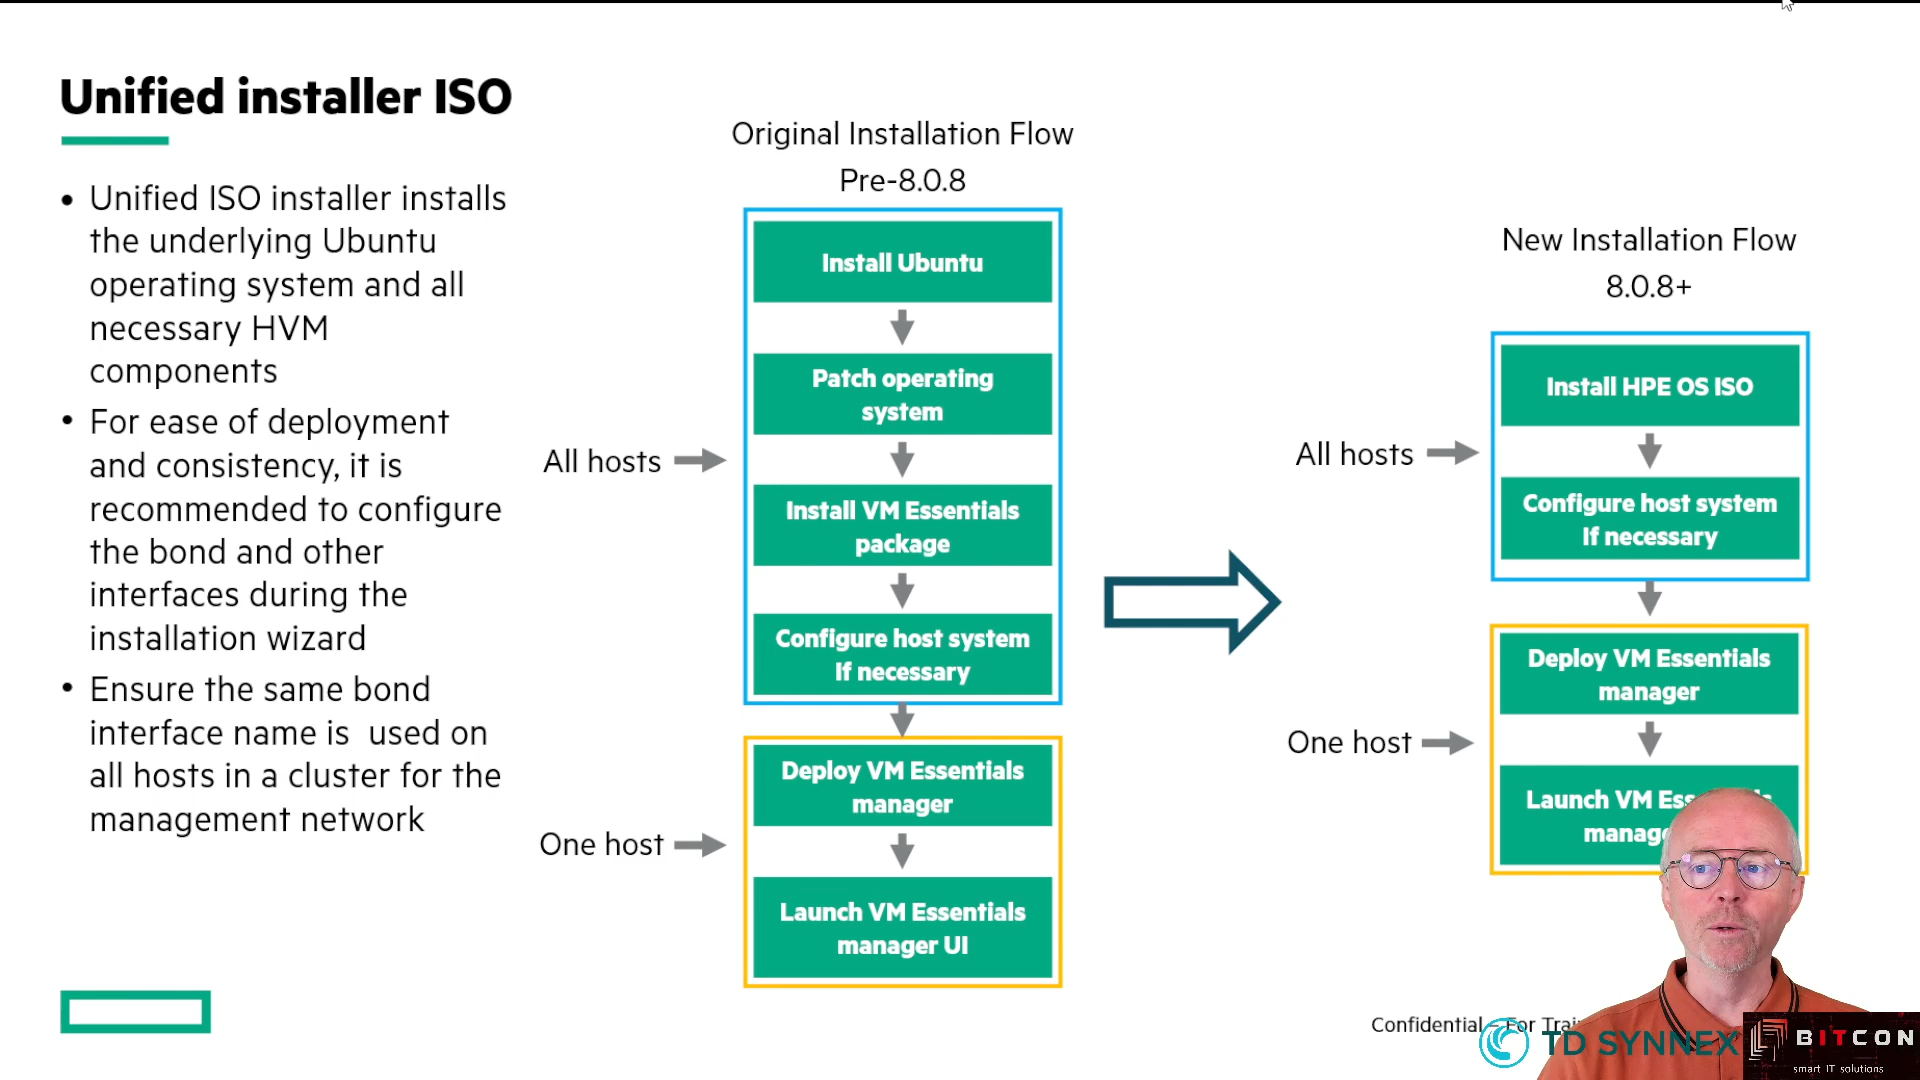 Unified installer ISO
• Unified ISO installer installs
the underlying Ubuntu
operating system and all
necessary HVM
components
• For ease of deployment
and consistency, it is
recommended to configure
the bond and other
interfaces during the
installation wizard
• Ensure the same bond
interface name is  used on
all hosts in a cluster for the
management network
Original Installation Flow
Pre-8.0.8
All hosts
Install Ubuntu
Patch operating
system
Install VM Essentials
package
Configure host system
If necessary
One host
Deploy VM Essentials
manager
Launch VM Essentials
manager UI
New Installation Flow
8.0.8+
All hosts
Install HPE OS ISO
Configure host system
If necessary
One host
Deploy VM Essentials
manager
Launch VM
Confidential – For
TD SYNNEX
BITCON
smart IT solutions